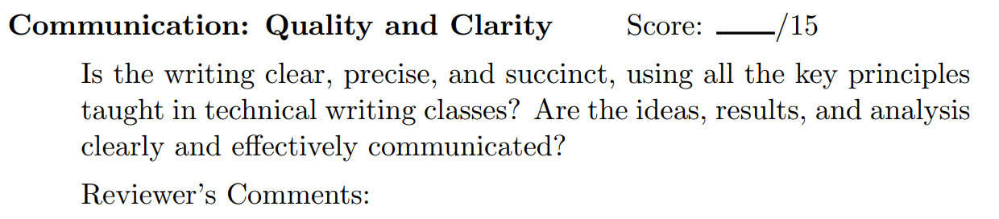 Communication: Quality and Clarity Score: ____/15
Is the writing clear, precise, and succinct, using all the key principles
taught in technical writing classes? Are the ideas, results, and analysis
clearly and effectively communicated?
Reviewer's Comments: